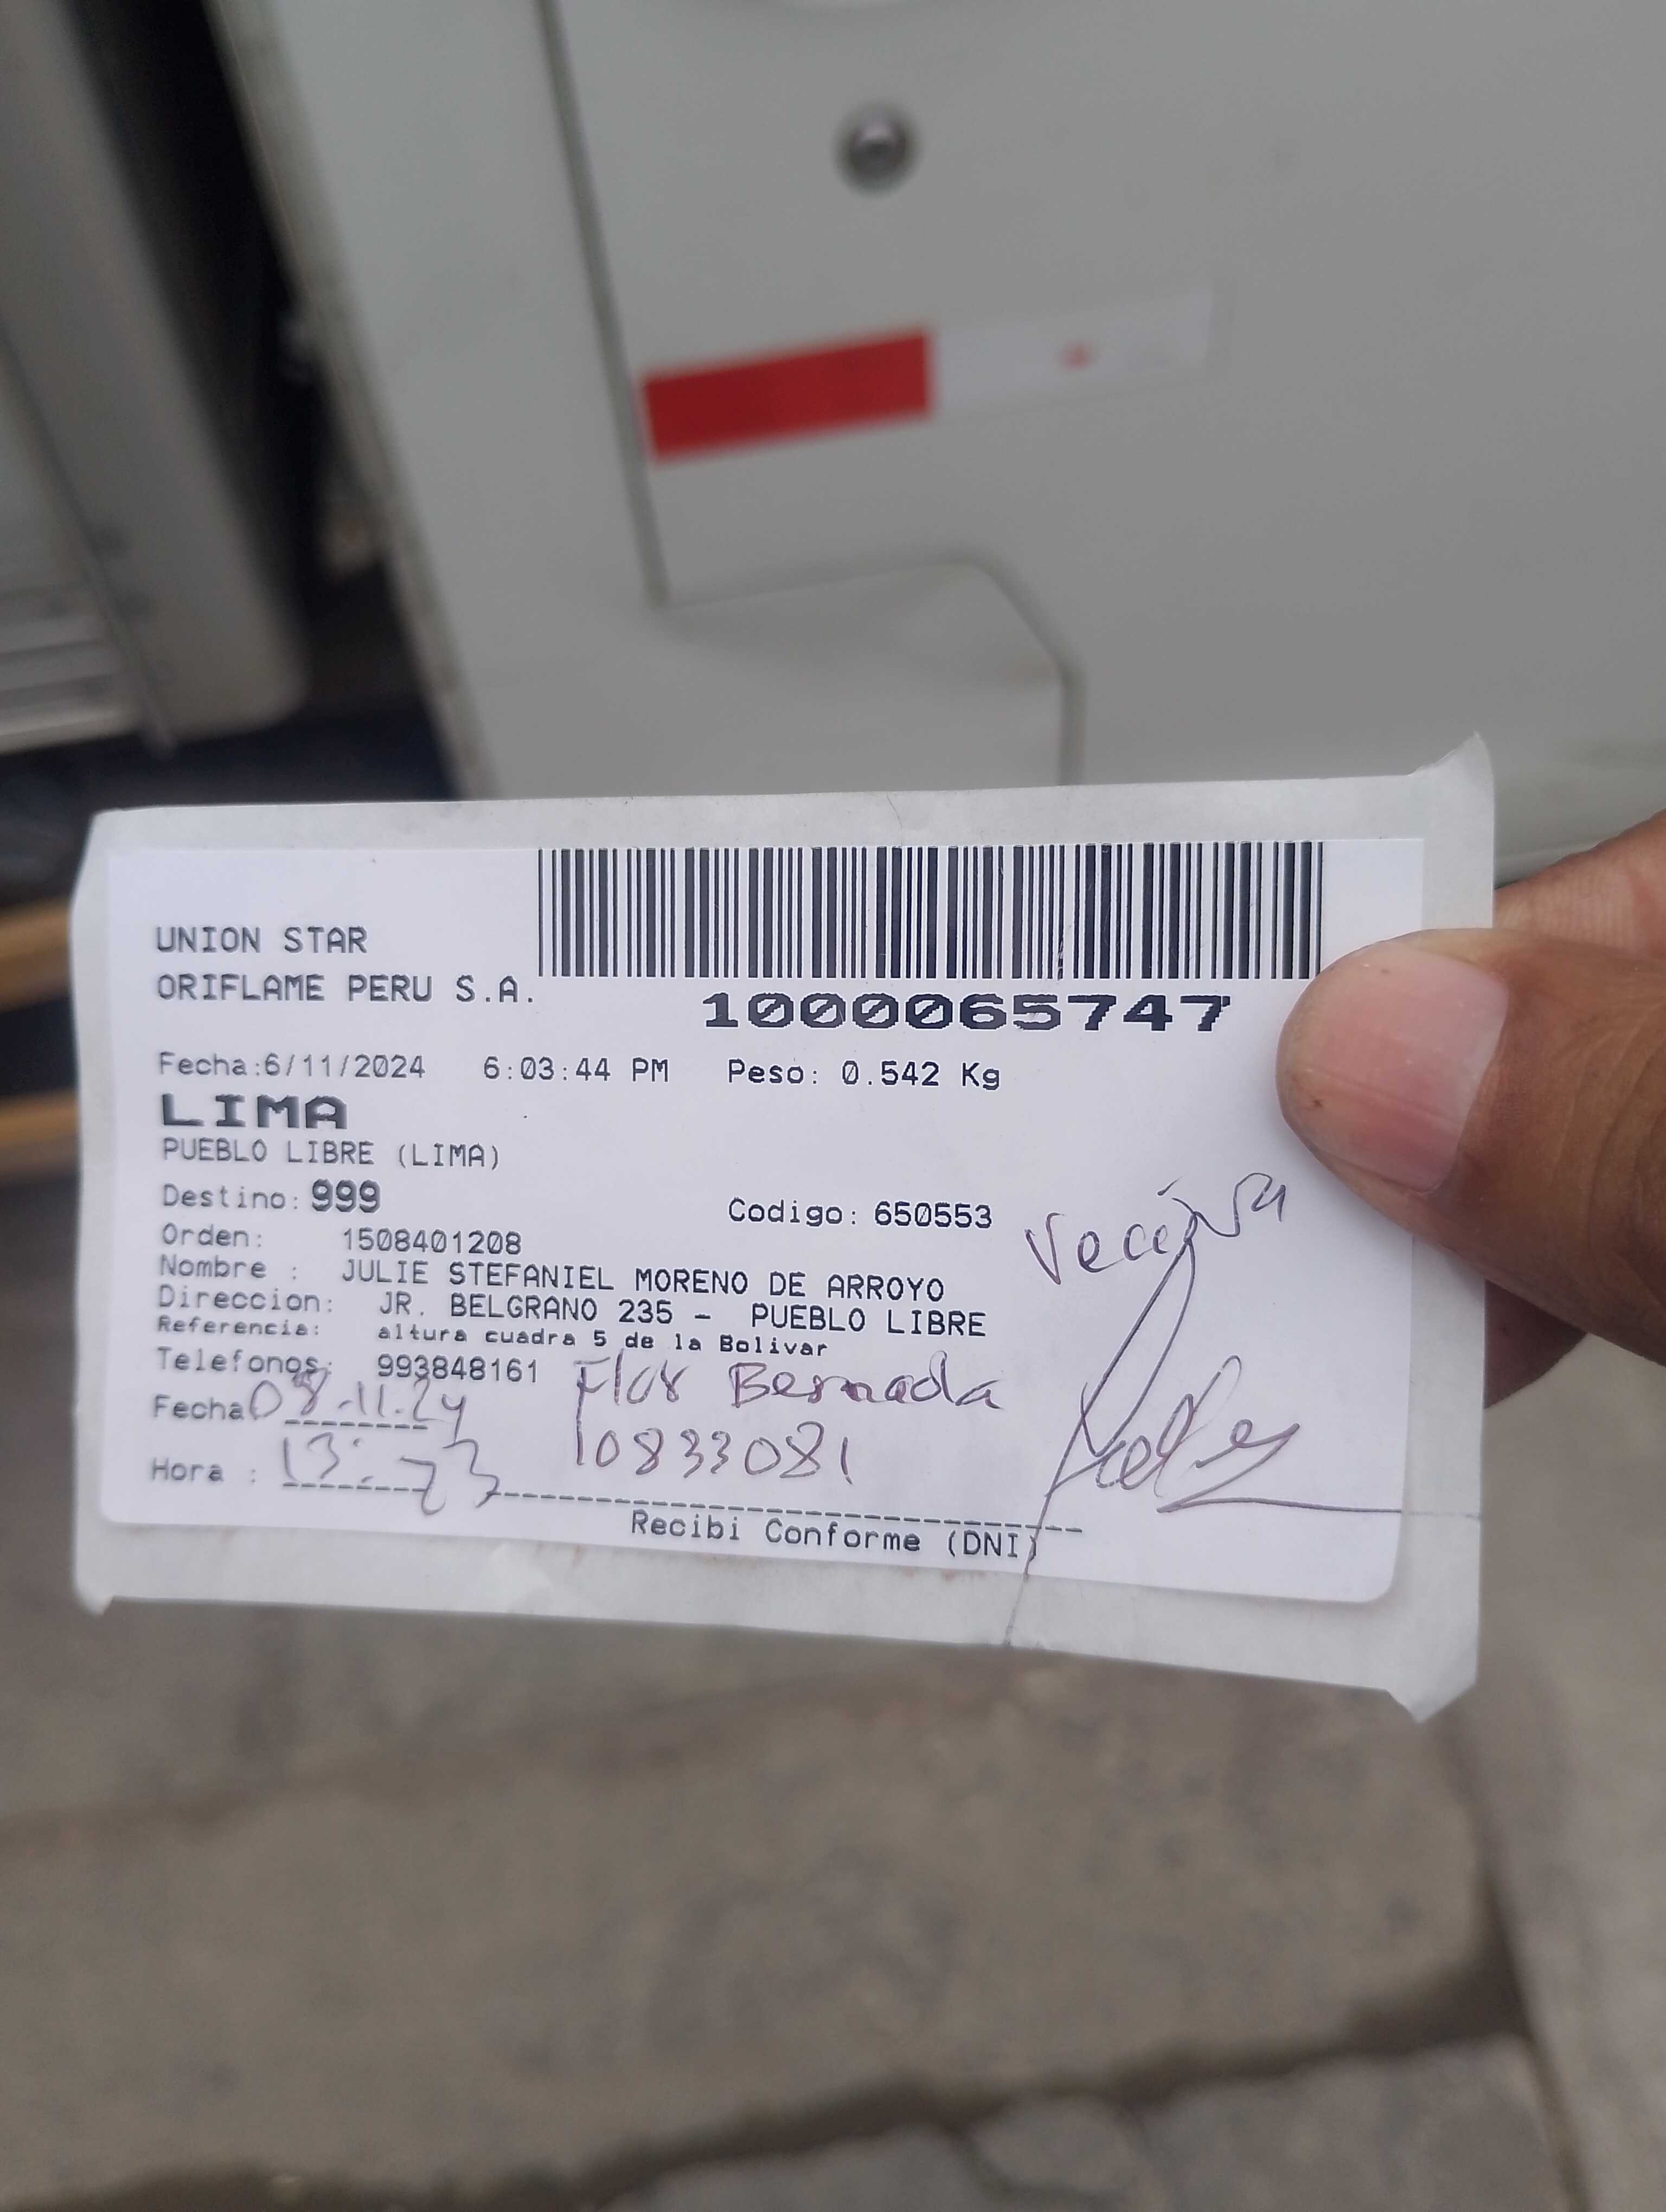 UNION STAR
ORIFLAME PERU S.A.
1000065747
Fecha:6/11/2024 6:03:44 PM Peso: 0.542 Kg
LIMA
PUEBLO LIBRE (LIMA)
Destino: 999 Codigo: 650553
Orden: 1508401208
Vecina
Nombre : JULIE STEFANIEL MORENO DE ARROYO
Direccion: JR. BELGRANO 235 - PUEBLO LIBRE
Referencia: altura cuadra 5 de la Bolivar
Telefonos: 993848161 Flor Bernada
Fecha 08.11.24
10833081
Hora : 13:23
Recibi Conforme (DNI)